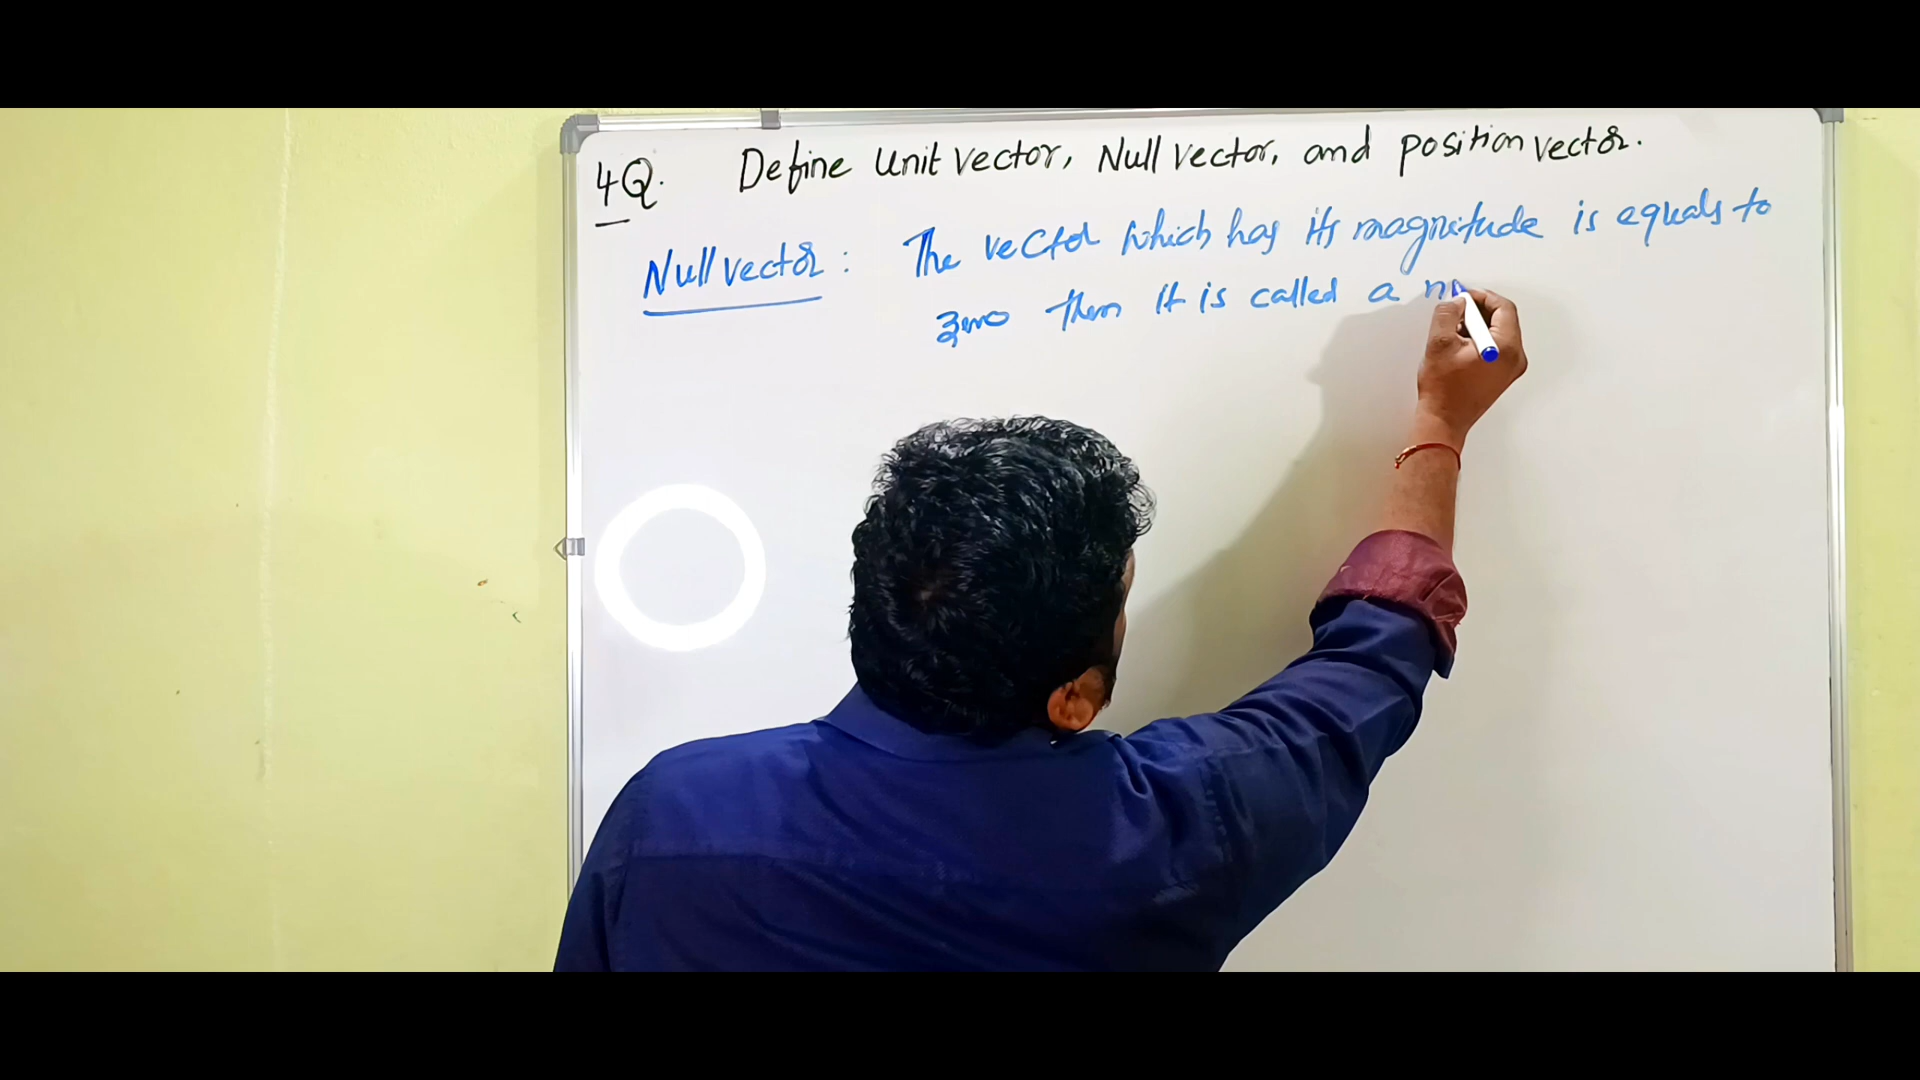 4Q. Define Unit vector, Null vector, and position vector.
Null vector : The vector which has its magnitude is equals to
zero then it is called a nu